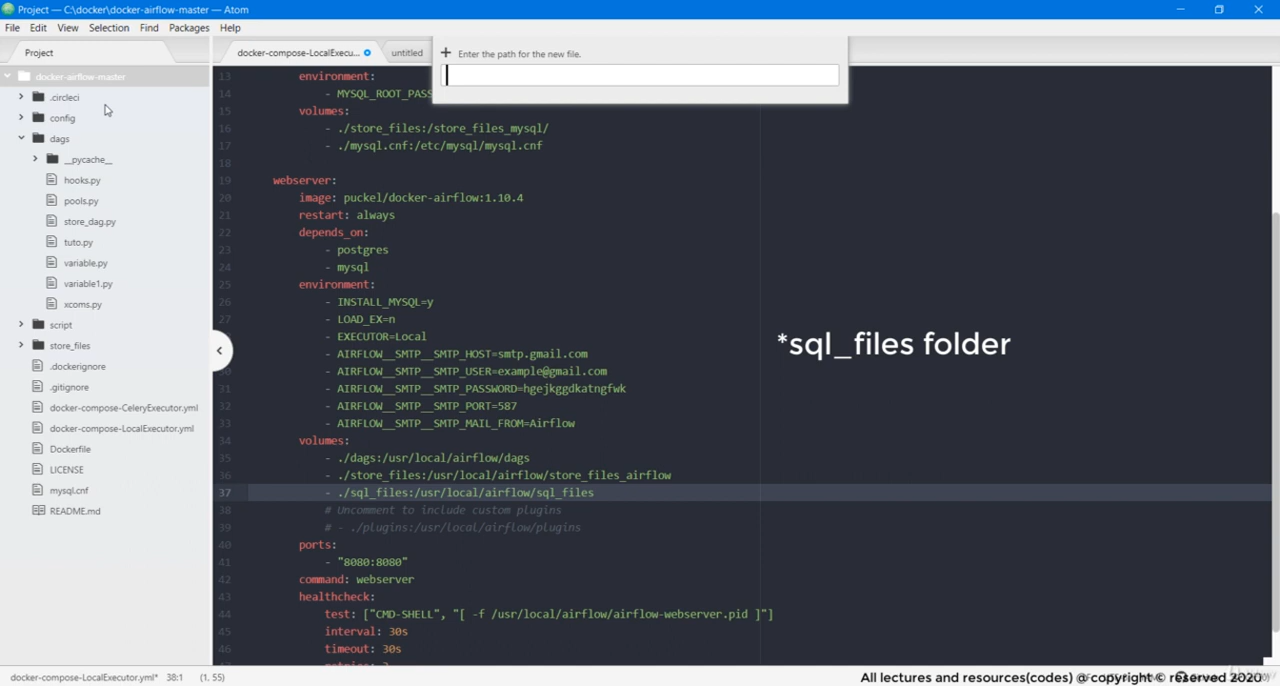 Project — C:\docker\docker-airflow-master — Atom
File Edit View Selection Find Packages Help
Project
docker-compose-LocalExecu...
untitled
Enter the path for the new file.
docker-airflow-master
.circleci
config
dags
__pycache__
hooks.py
pools.py
store_dag.py
tuto.py
variable.py
variable1.py
xcoms.py
script
store_files
.dockerignore
.gitignore
docker-compose-CeleryExecutor.yml
docker-compose-LocalExecutor.yml
Dockerfile
LICENSE
mysql.cnf
README.md
13 environment:
14 - MYSQL_ROOT_PASS
15 volumes:
16 - ./store_files:/store_files_mysql/
17 - ./mysql.cnf:/etc/mysql/mysql.cnf
18
19 webserver:
20 image: puckel/docker-airflow:1.10.4
21 restart: always
22 depends_on:
23 - postgres
24 - mysql
25 environment:
26 - INSTALL_MYSQL=y
27 - LOAD_EX=n
28 - EXECUTOR=Local
- AIRFLOW__SMTP__SMTP_HOST=smtp.gmail.com
30 - AIRFLOW__SMTP__SMTP_USER=example@gmail.com
31 - AIRFLOW__SMTP__SMTP_PASSWORD=hgejkggdkatngfwk
32 - AIRFLOW__SMTP__SMTP_PORT=587
33 - AIRFLOW__SMTP__SMTP_MAIL_FROM=Airflow
34 volumes:
35 - ./dags:/usr/local/airflow/dags
36 - ./store_files:/usr/local/airflow/store_files_airflow
37 - ./sql_files:/usr/local/airflow/sql_files
38 # Uncomment to include custom plugins
39 # - ./plugins:/usr/local/airflow/plugins
40 ports:
41 - "8080:8080"
42 command: webserver
43 healthcheck:
44 test: ["CMD-SHELL", "[ -f /usr/local/airflow/airflow-webserver.pid ]"]
45 interval: 30s
46 timeout: 30s
47 retries: 3
*sql_files folder
docker-compose-LocalExecutor.yml* 38:1 (1, 55)
All lectures and resources(codes) @ copyright © reserved 2020